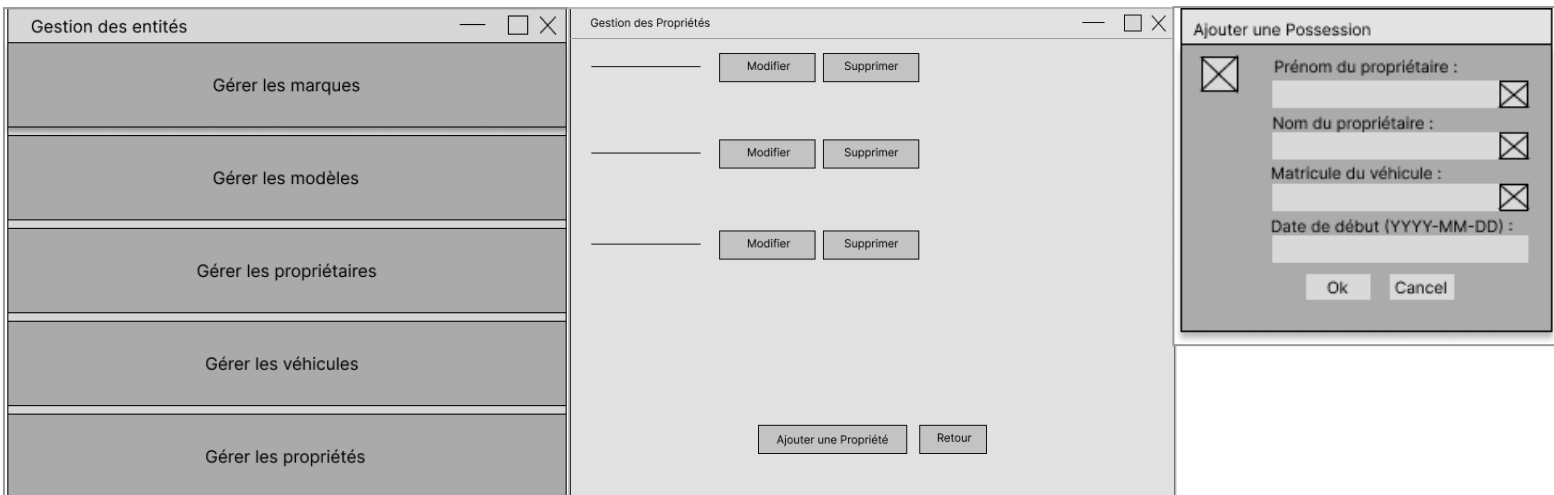 Gestion des entités
Gérer les marques
Gérer les modèles
Gérer les propriétaires
Gérer les véhicules
Gérer les propriétés
Gestion des Propriétés
Modifier Supprimer
Modifier Supprimer
Modifier Supprimer
Ajouter une Propriété Retour
Ajouter une Possession
Prénom du propriétaire :
Nom du propriétaire :
Matricule du véhicule :
Date de début (YYYY-MM-DD) :
Ok Cancel